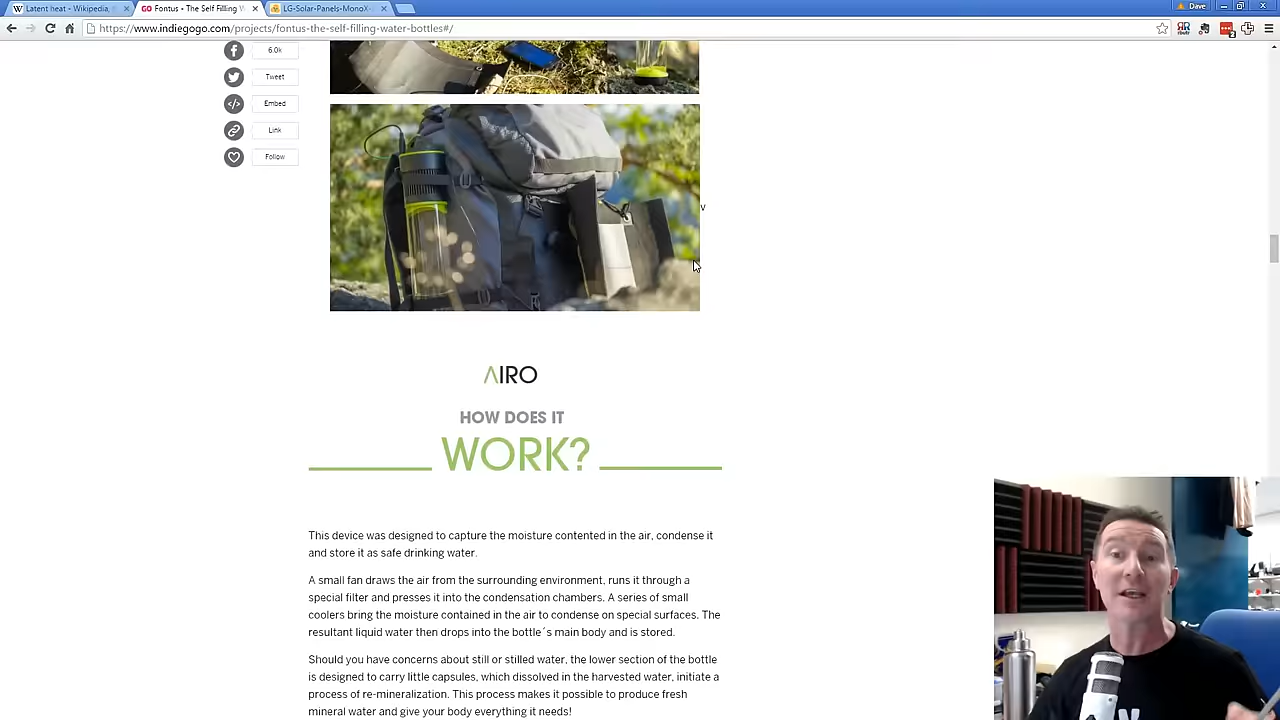 Latent heat - Wikipedia,
GO Fontus - The Self Filling W
LG-Solar-Panels-MonoX-
Dave
https://www.indiegogo.com/projects/fontus-the-self-filling-water-bottles#/
6.0k
Tweet
Embed
Link
Follow
v
AIRO
HOW DOES IT
WORK?
This device was designed to capture the moisture contented in the air, condense it
and store it as safe drinking water.
A small fan draws the air from the surrounding environment, runs it through a
special filter and presses it into the condensation chambers. A series of small
coolers bring the moisture contained in the air to condense on special surfaces. The
resultant liquid water then drops into the bottle´s main body and is stored.
Should you have concerns about still or stilled water, the lower section of the bottle
is designed to carry little capsules, which dissolved in the harvested water, initiate a
process of re-mineralization. This process makes it possible to produce fresh
mineral water and give your body everything it needs!